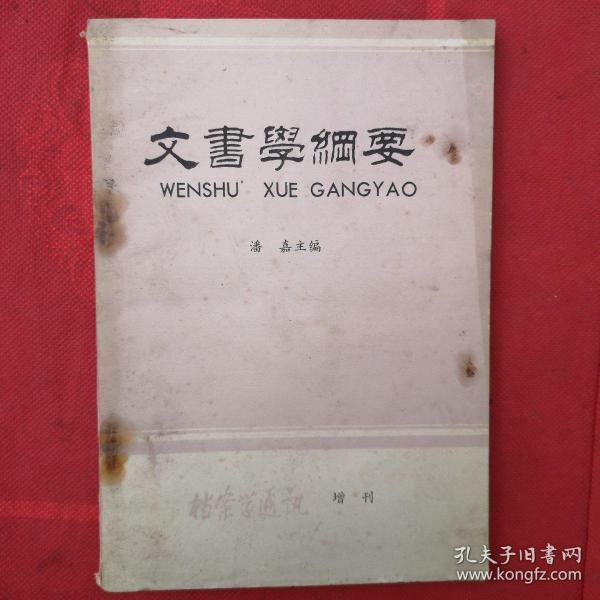 文書學綱要
WENSHU' XUE GANGYAO
潘 嘉主编
档案学通讯 增刊
孔夫子旧书网
www.kongfz.com